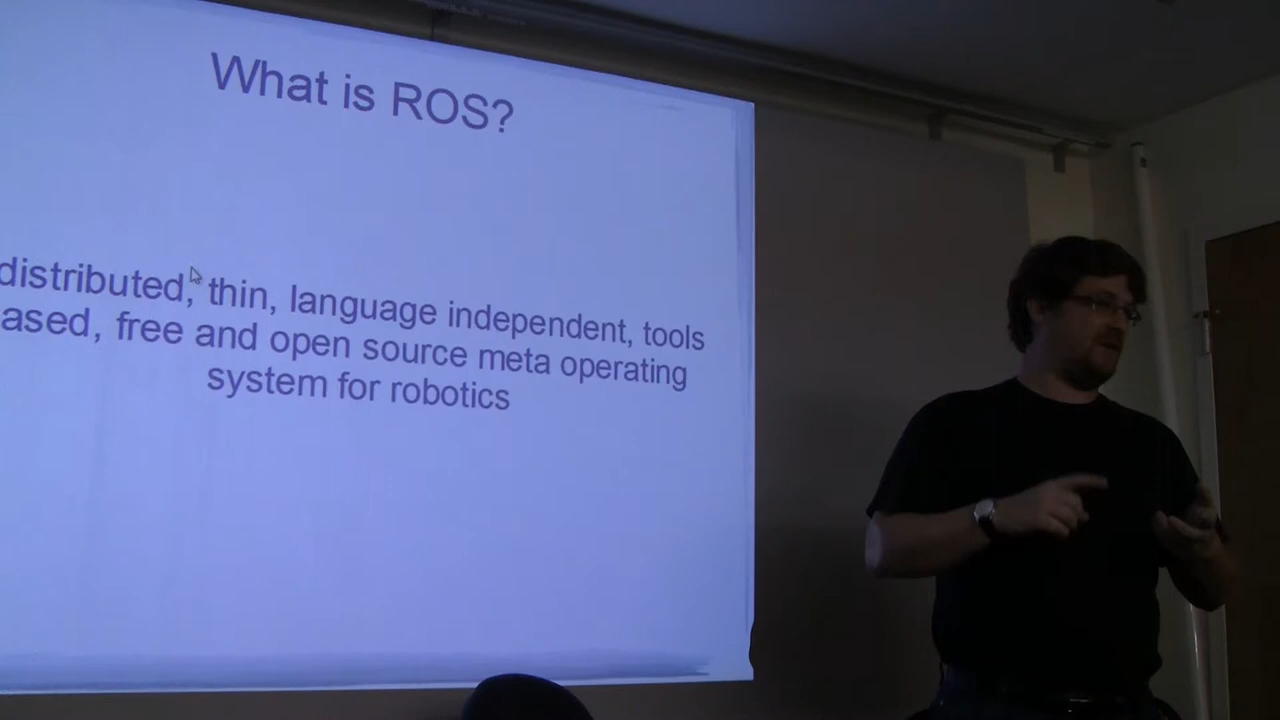 What is ROS?
distributed, thin, language independent, tools
ased, free and open source meta operating
system for robotics